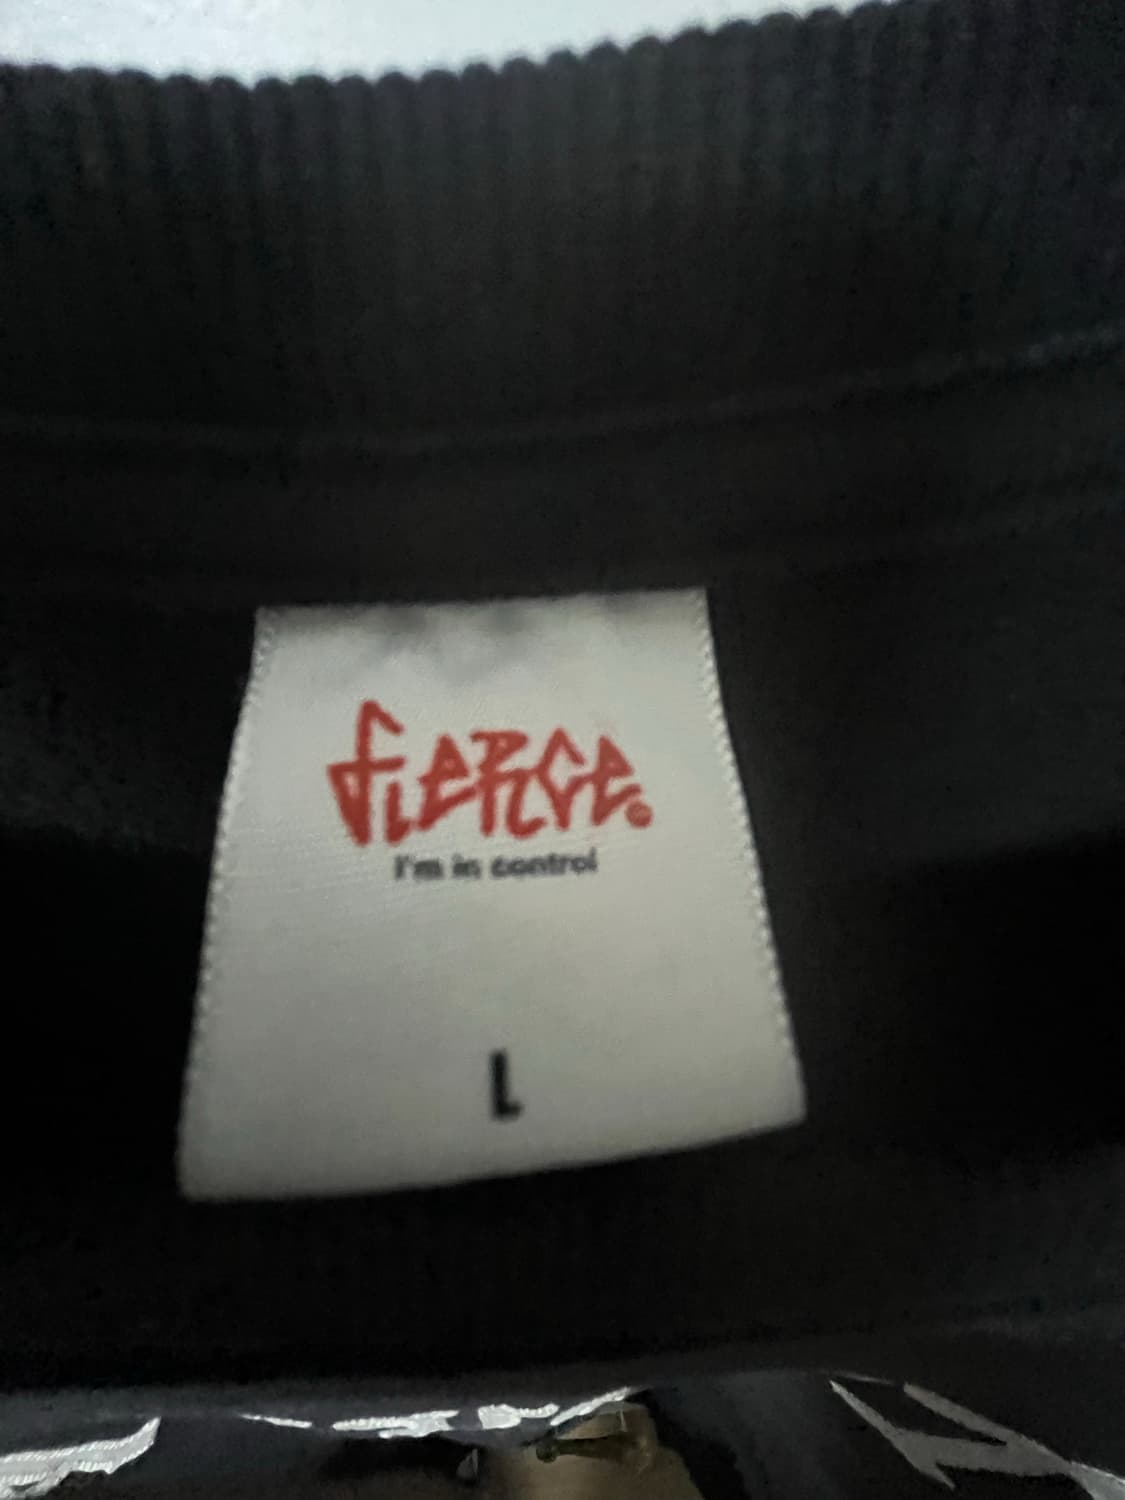 fierce.
I'm in control
L